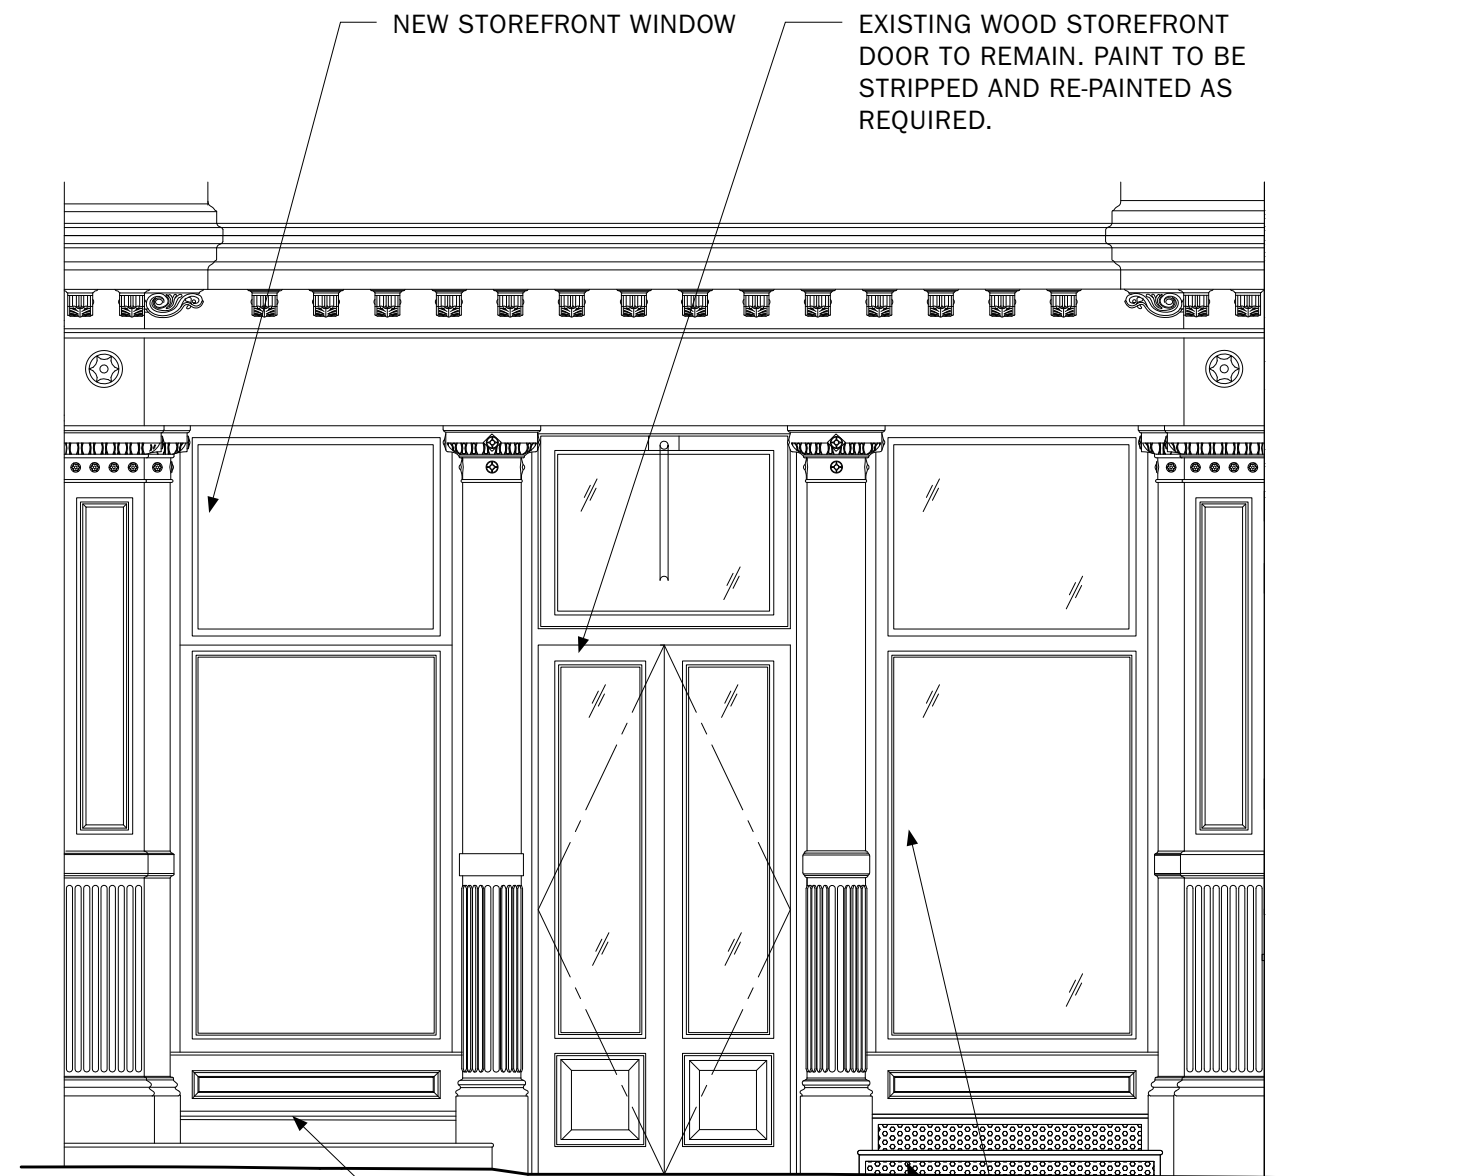 NEW STOREFRONT WINDOW
EXISTING WOOD STOREFRONT
DOOR TO REMAIN. PAINT TO BE
STRIPPED AND RE-PAINTED AS
REQUIRED.